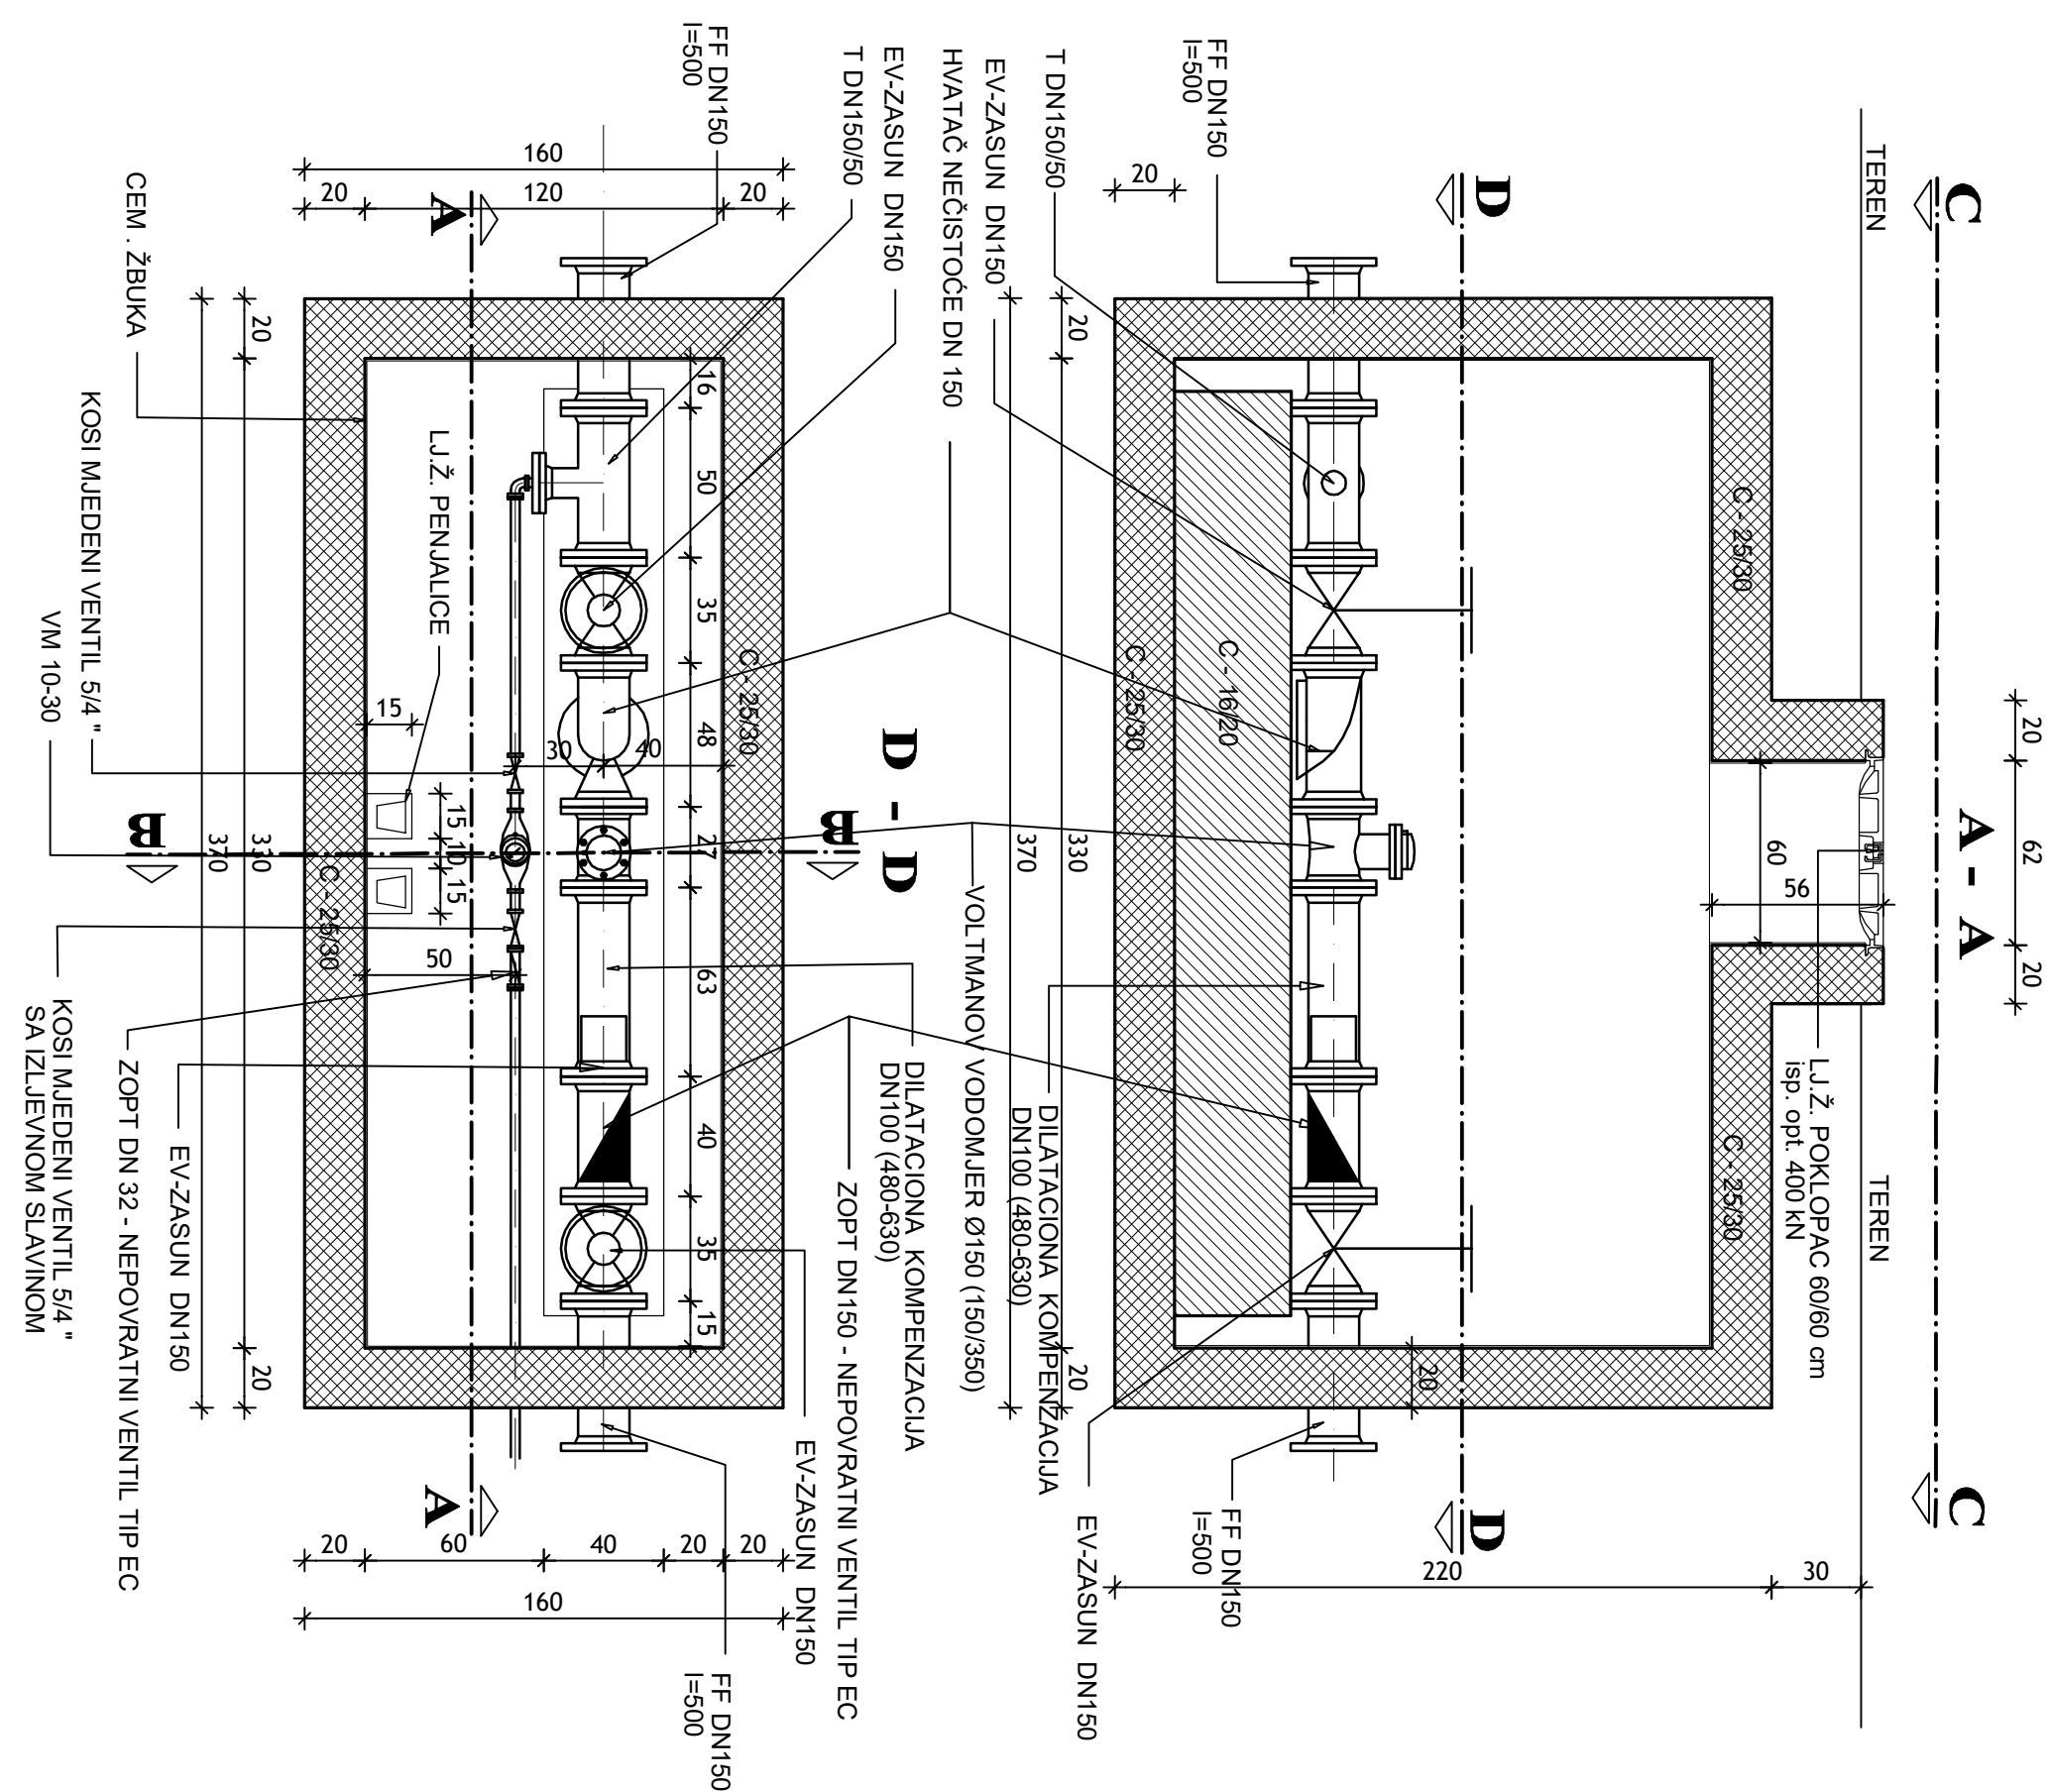 C
C
A - A
20
62
20
TEREN
TEREN
LJ.Ž. POKLOPAC 60/60 cm
isp. opt. 400 kN
60
56
30
220
C - 25/30
C - 25/30
D
D
20
20
20
20
330
370
C - 16/20
C - 25/30
FF DN150
l=500
T DN150/50
EV-ZASUN DN150
HVATAČ NEČISTOĆE DN 150
VOLTMANOV VODOMJER Ø150 (150/350)
DILATACIONA KOMPENZACIJA
DN100 (480-630)
EV-ZASUN DN150
FF DN150
l=500
D - D
EV-ZASUN DN150
T DN150/50
FF DN150
l=500
DILATACIONA KOMPENZACIJA
DN100 (480-630)
ZOPT DN150 - NEPOVRATNI VENTIL TIP EC
EV-ZASUN DN150
FF DN150
l=500
B
B
C - 25/30
16
50
35
48
27
63
40
35
15
30
40
160
20
120
20
20
60
40
20
20
160
A
A
LJ.Ž. PENJALICE
15
15
10
15
50
C - 25/30
20
330
20
370
CEM . ŽBUKA
KOSI MJEDENI VENTIL 5/4 "
VM 10-30
EV-ZASUN DN150
ZOPT DN 32 - NEPOVRATNI VENTIL TIP EC
KOSI MJEDENI VENTIL 5/4 "
SA IZLJEVNOM SLAVINOM